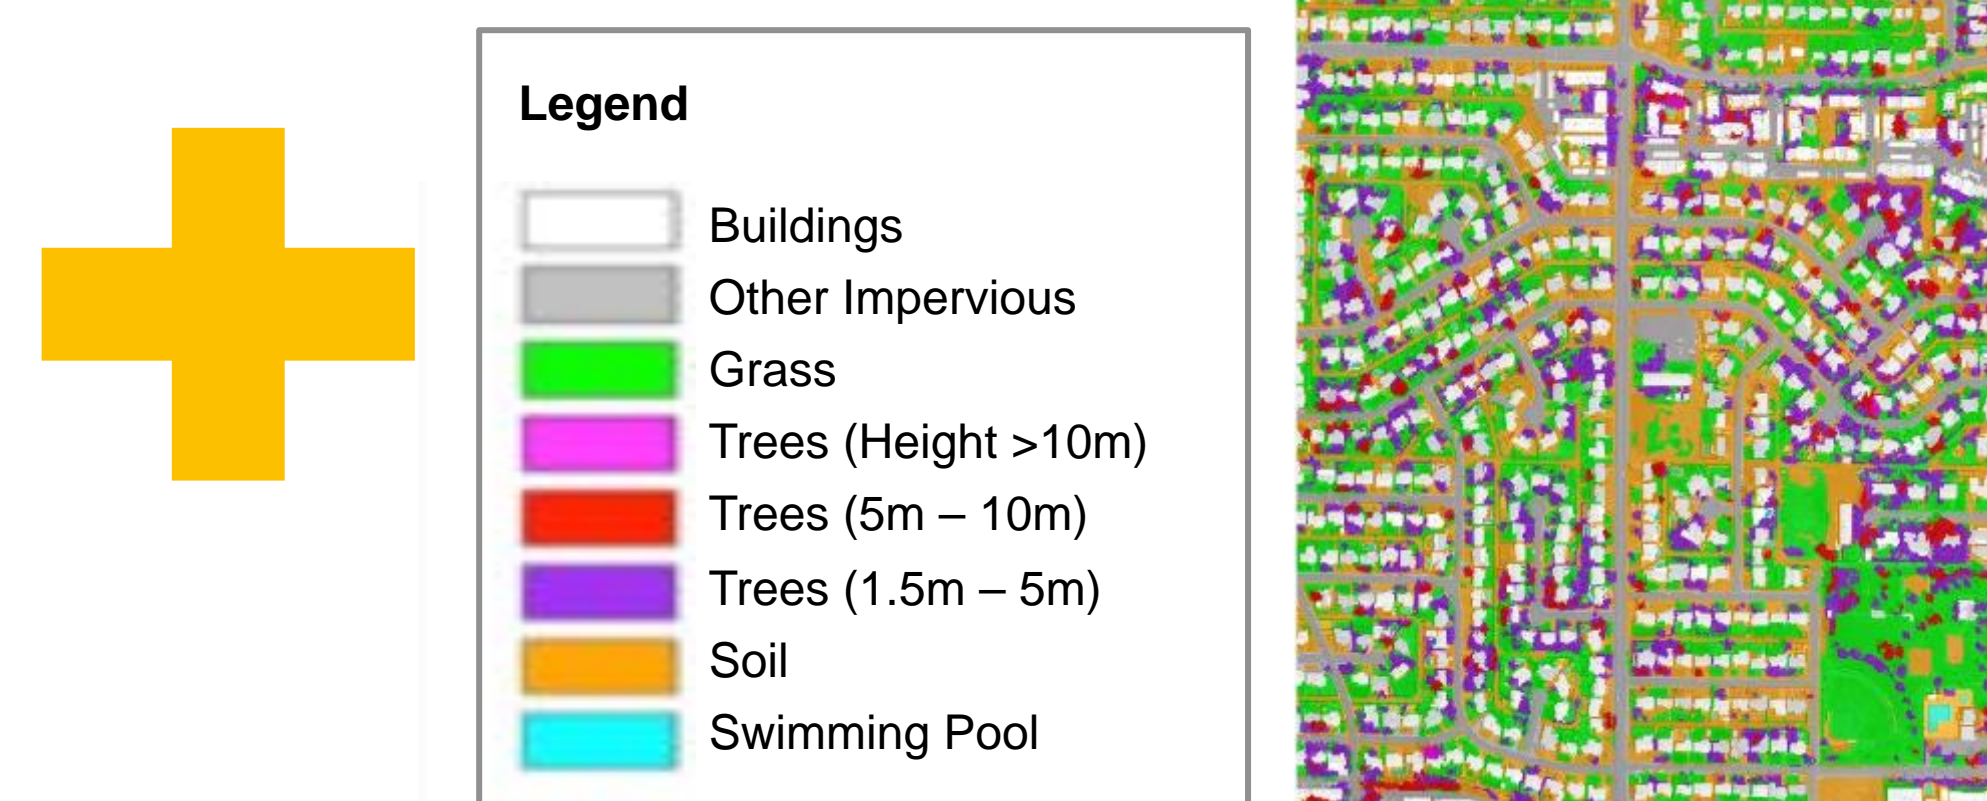 Legend
Buildings
Other Impervious
Grass
Trees (Height >10m)
Trees (5m – 10m)
Trees (1.5m – 5m)
Soil
Swimming Pool